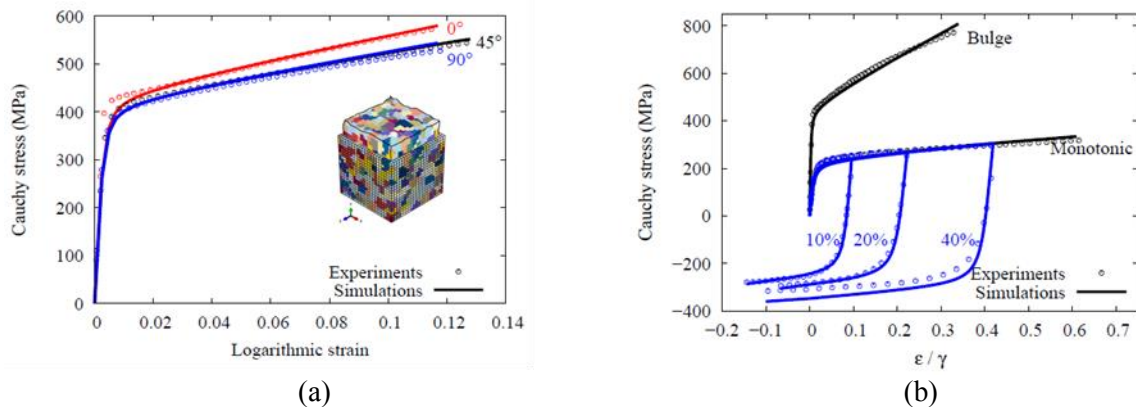 Cauchy stress (MPa)
600
500
400
300
200
100
0
0°
45°
90°
Experiments
Simulations
0 0.02 0.04 0.06 0.08 0.1 0.12 0.14
Logarithmic strain
(a)
Cauchy stress (MPa)
800
600
400
200
0
−200
−400
Bulge
Monotonic
10% 20% 40%
Experiments
Simulations
−0.2 −0.1 0 0.1 0.2 0.3 0.4 0.5 0.6 0.7
ε / γ
(b)